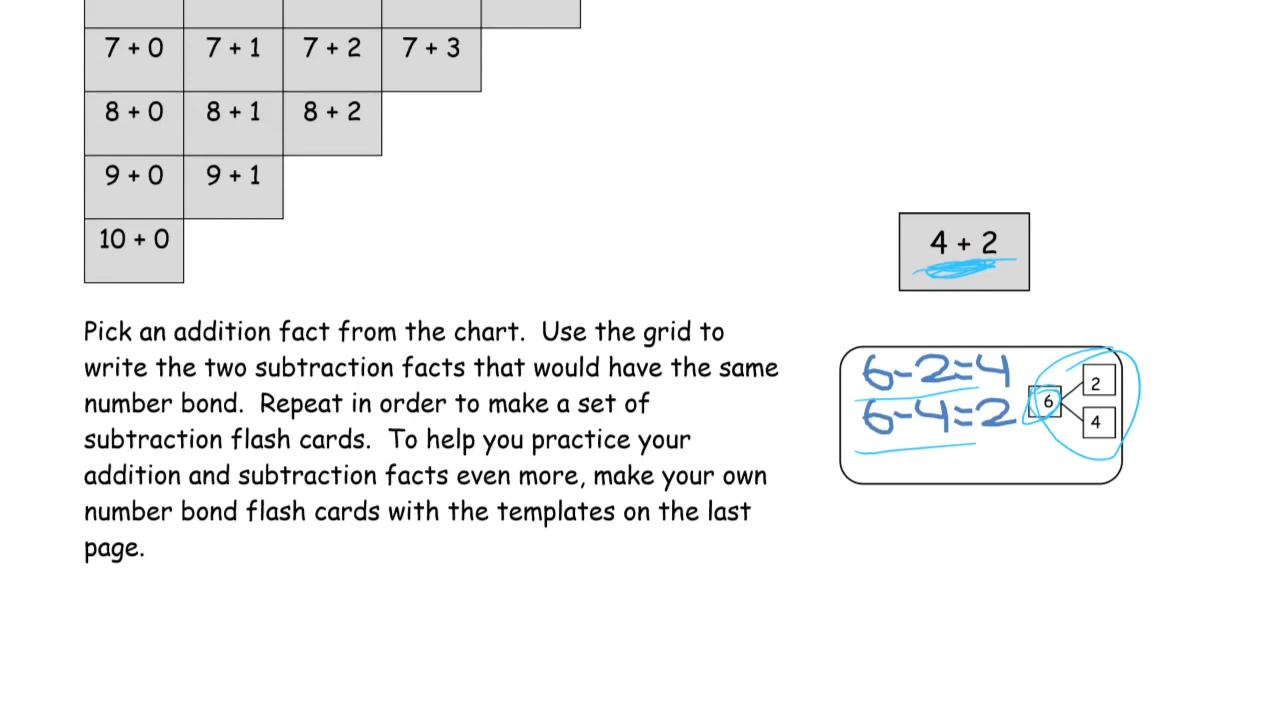 7 + 0 7 + 1 7 + 2 7 + 3
8 + 0 8 + 1 8 + 2
9 + 0 9 + 1
10 + 0
4 + 2
Pick an addition fact from the chart. Use the grid to
write the two subtraction facts that would have the same
number bond. Repeat in order to make a set of
subtraction flash cards. To help you practice your
addition and subtraction facts even more, make your own
number bond flash cards with the templates on the last
page.
6-2=4
6-4=2
6
2
4